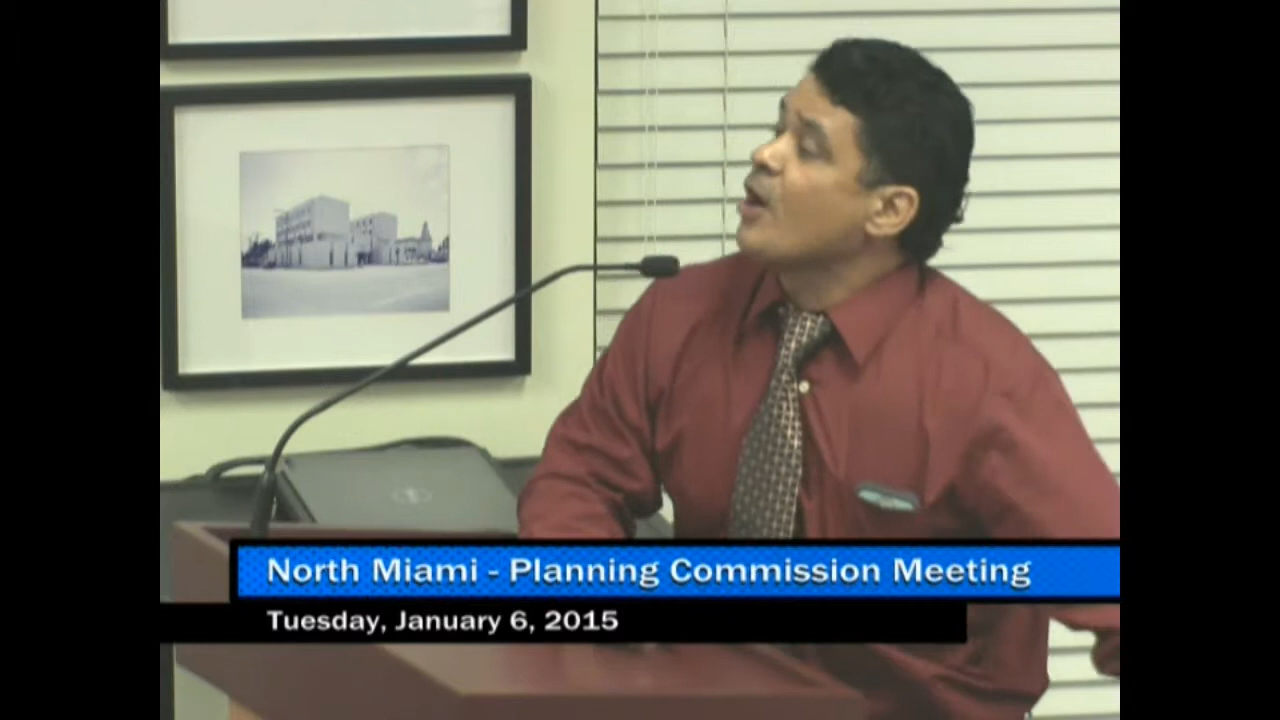 North Miami - Planning Commission Meeting
Tuesday, January 6, 2015